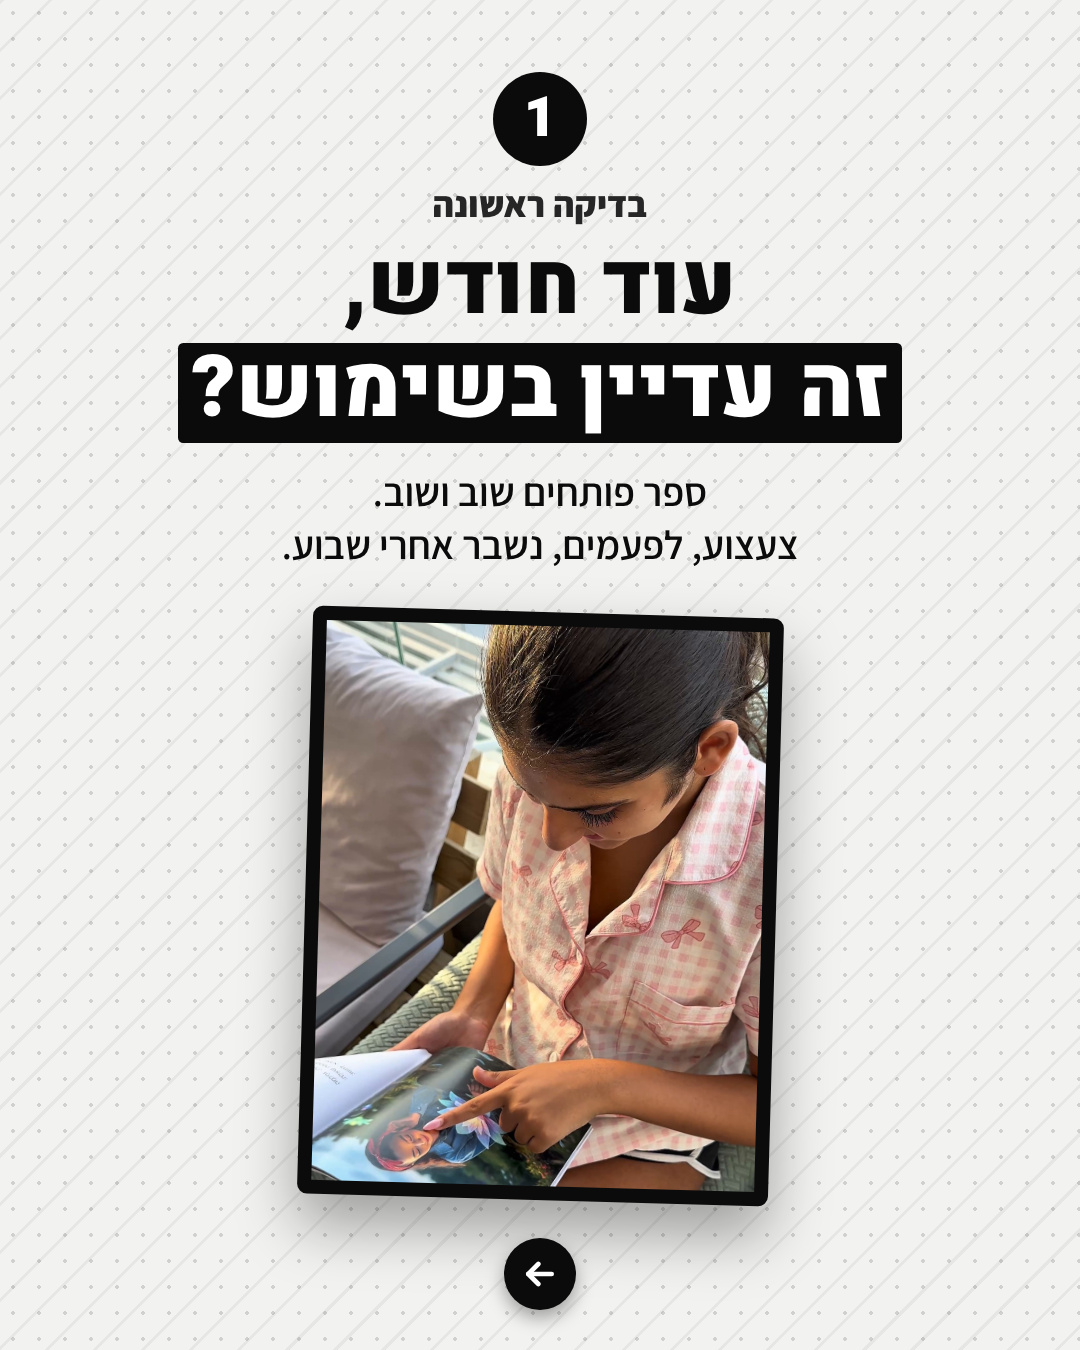 1
בדיקה ראשונה
עוד חודש,
זה עדיין בשימוש?
ספר פותחים שוב ושוב.
צעצוע, לפעמים, נשבר אחרי שבוע.